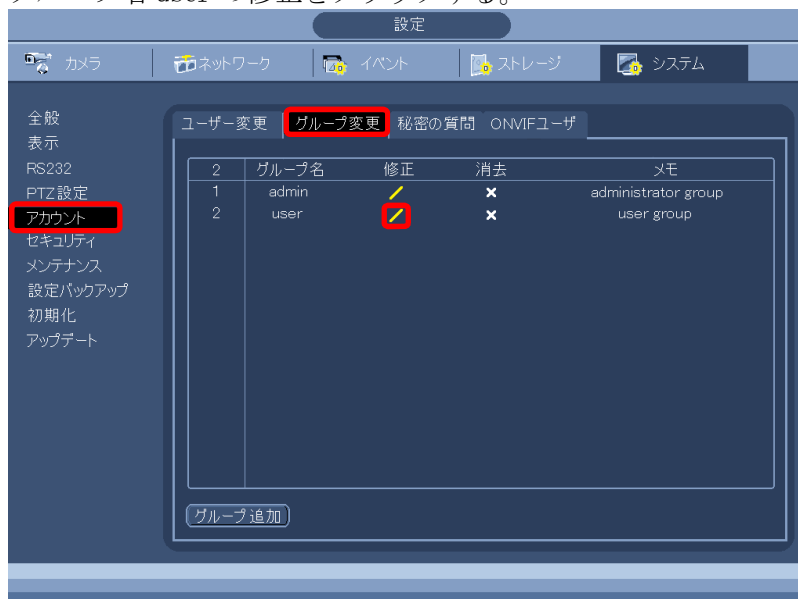 設定
カメラ ネットワーク イベント ストレージ システム
全般
表示
RS232
PTZ設定
アカウント
セキュリティ
メンテナンス
設定バックアップ
初期化
アップデート
ユーザー変更 グループ変更 秘密の質問 ONVIFユーザ
2 グループ名 修正 消去 メモ
1 admin administrator group
2 user user group
グループ追加